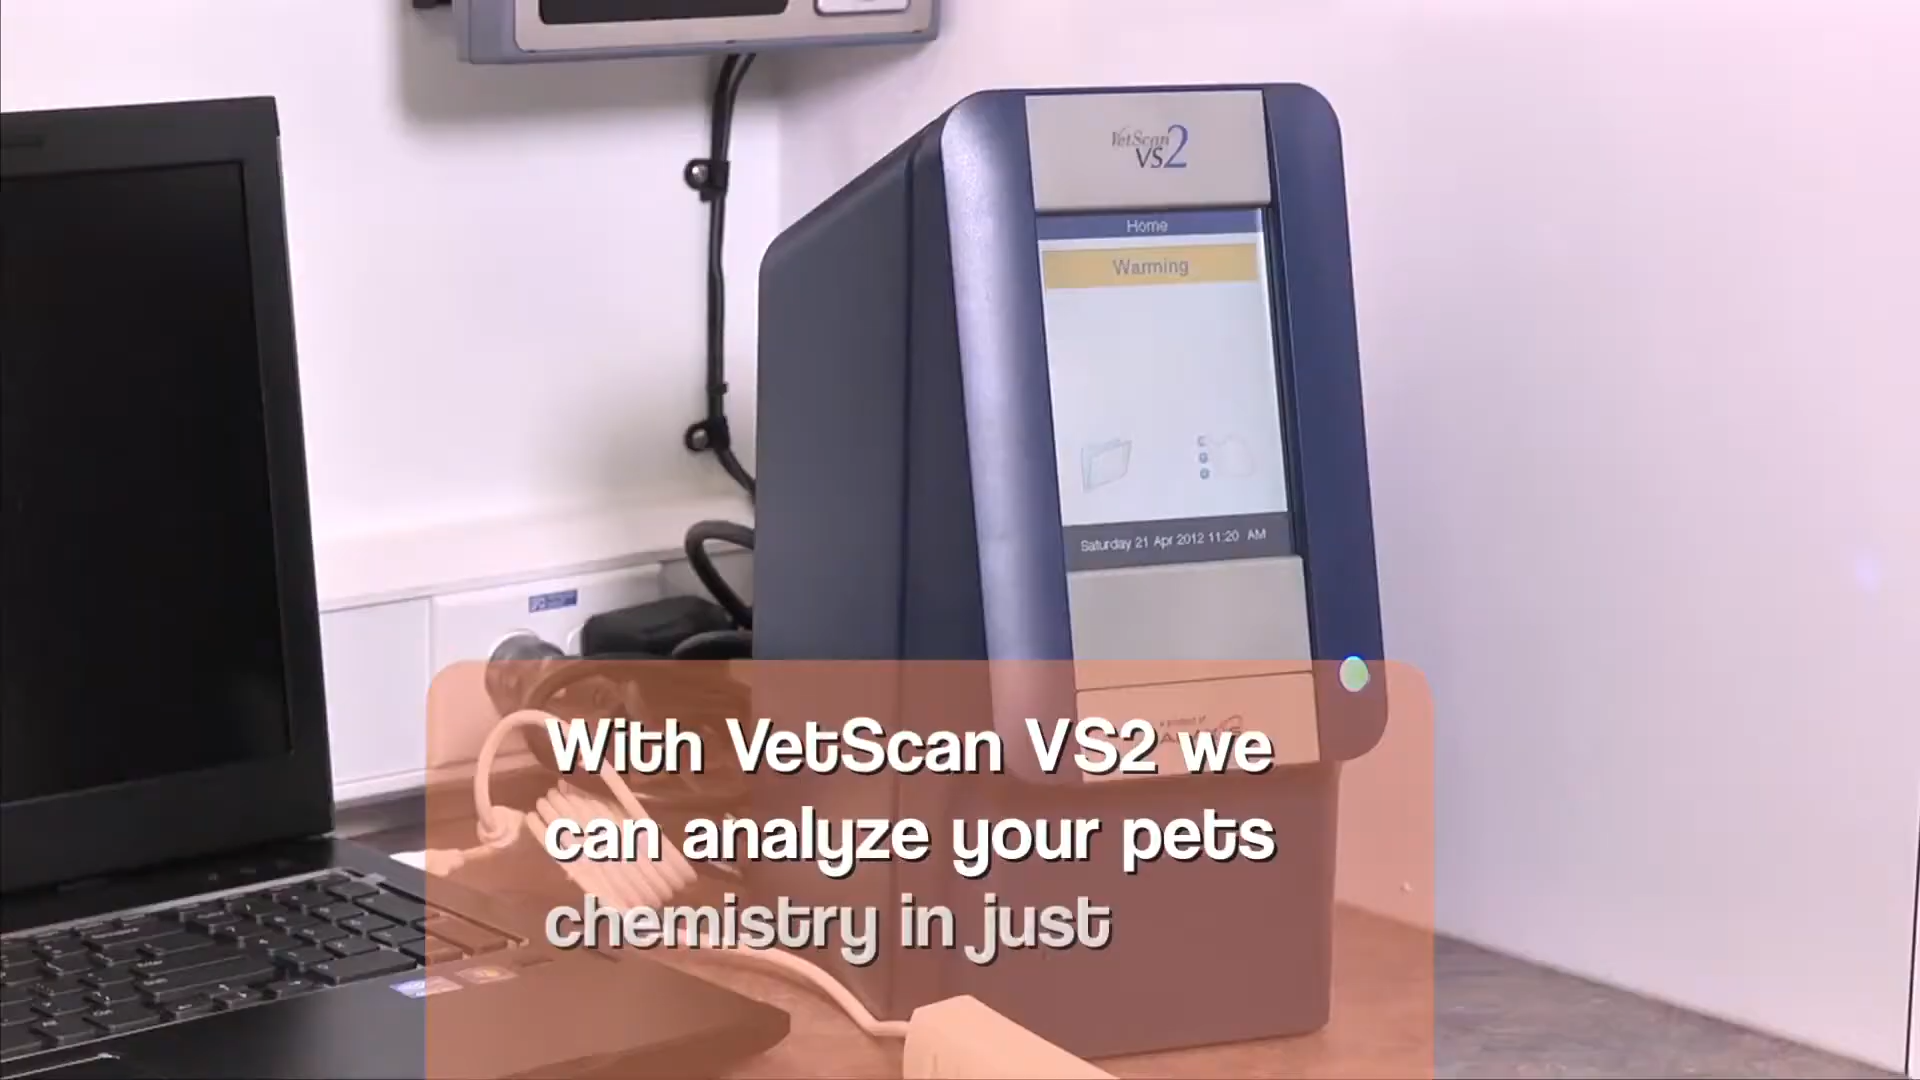 VetScan
VS2
Home
Warming
Saturday 21 Apr 2012 11:20 AM
With VetScan VS2 we
can analyze your pets
chemistry in just